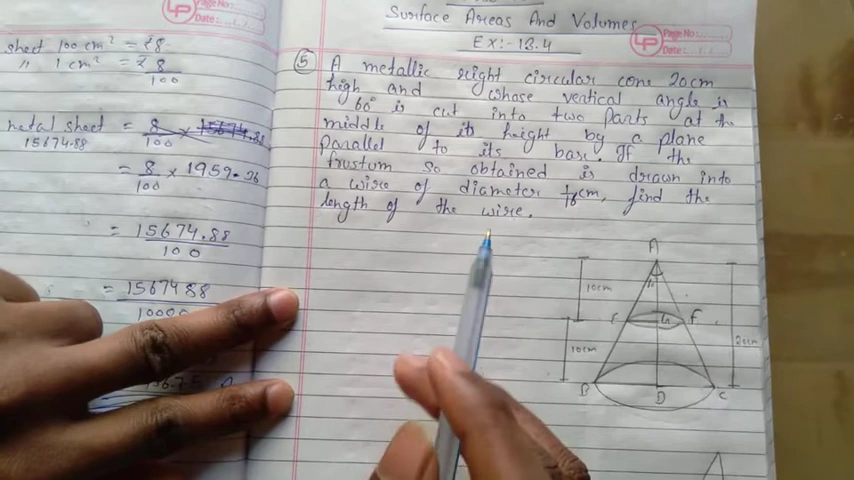 Page No.:
Date:
sheet 100 cm² = ₹8
" 1 cm² = ₹ 8
100
metal sheet = 8 × 15674.88
15674.88 100
= 8 × 1959.36
100
= 15674.88
100
= 1567488
Surface Areas And Volumes
Ex:- 13.4
LP
Page No.:
Date:
5 A metallic right circular cone 20cm
high and whose vertical angle is
60° is cut into two parts at the
middle of its height by a plane
parallel to its base. If the
frustum so obtained is drawn into
a wire of diameter 1/16 cm, find the
length of the wire.
A
10cm
F
20cm
10cm
B
D
C